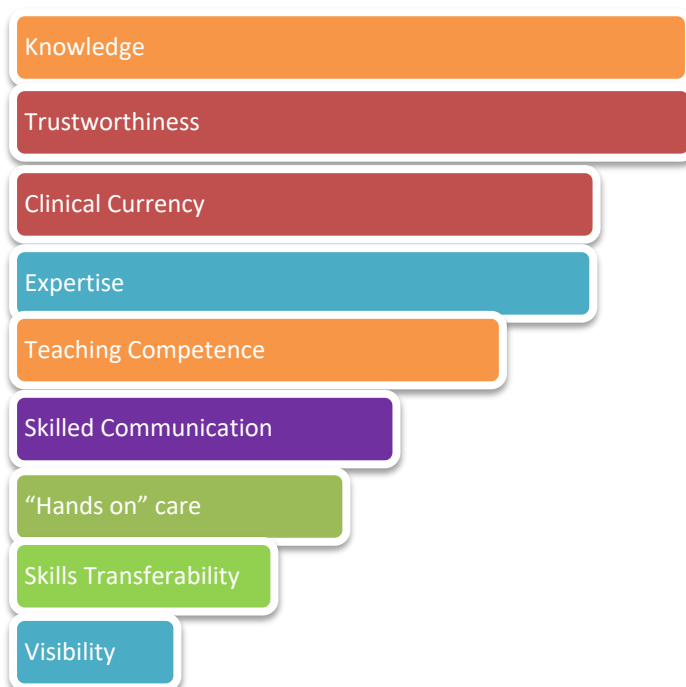 Knowledge
Trustworthiness
Clinical Currency
Expertise
Teaching Competence
Skilled Communication
“Hands on” care
Skills Transferability
Visibility